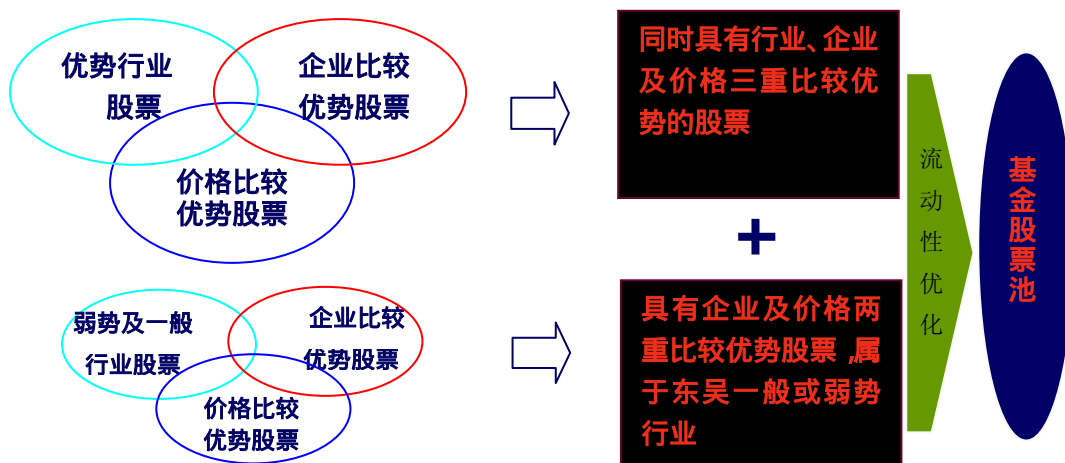 优势行业
股票
企业比较
优势股票
价格比较
优势股票
同时具有行业、企业
及价格三重比较优
势的股票
+
弱势及一般
行业股票
企业比较
优势股票
价格比较
优势股票
具有企业及价格两
重比较优势股票,属
于东吴一般或弱势
行业
流动性优化
基金股票池